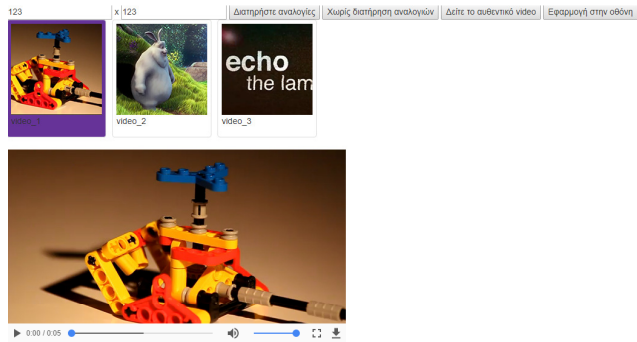 123 x 123 Διατηρήστε αναλογίες Χωρίς διατήρηση αναλογιών Δείτε το αυθεντικό video Εφαρμογή στην οθόνη
echo
the lam
video_1 video_2 video_3
0:00 / 0:05